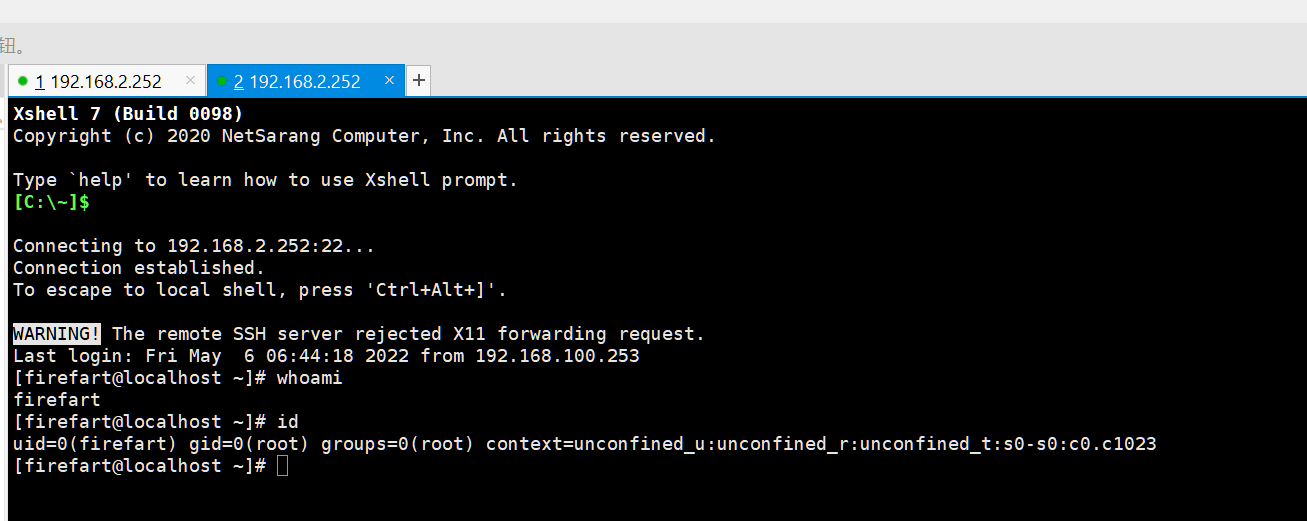 钮。
1 192.168.2.252 × 2 192.168.2.252 × +
Xshell 7 (Build 0098)
Copyright (c) 2020 NetSarang Computer, Inc. All rights reserved.
Type `help' to learn how to use Xshell prompt.
[C:\~]$
Connecting to 192.168.2.252:22...
Connection established.
To escape to local shell, press 'Ctrl+Alt+]'.
WARNING! The remote SSH server rejected X11 forwarding request.
Last login: Fri May  6 06:44:18 2022 from 192.168.100.253
[firefart@localhost ~]# whoami
firefart
[firefart@localhost ~]# id
uid=0(firefart) gid=0(root) groups=0(root) context=unconfined_u:unconfined_r:unconfined_t:s0-s0:c0.c1023
[firefart@localhost ~]#